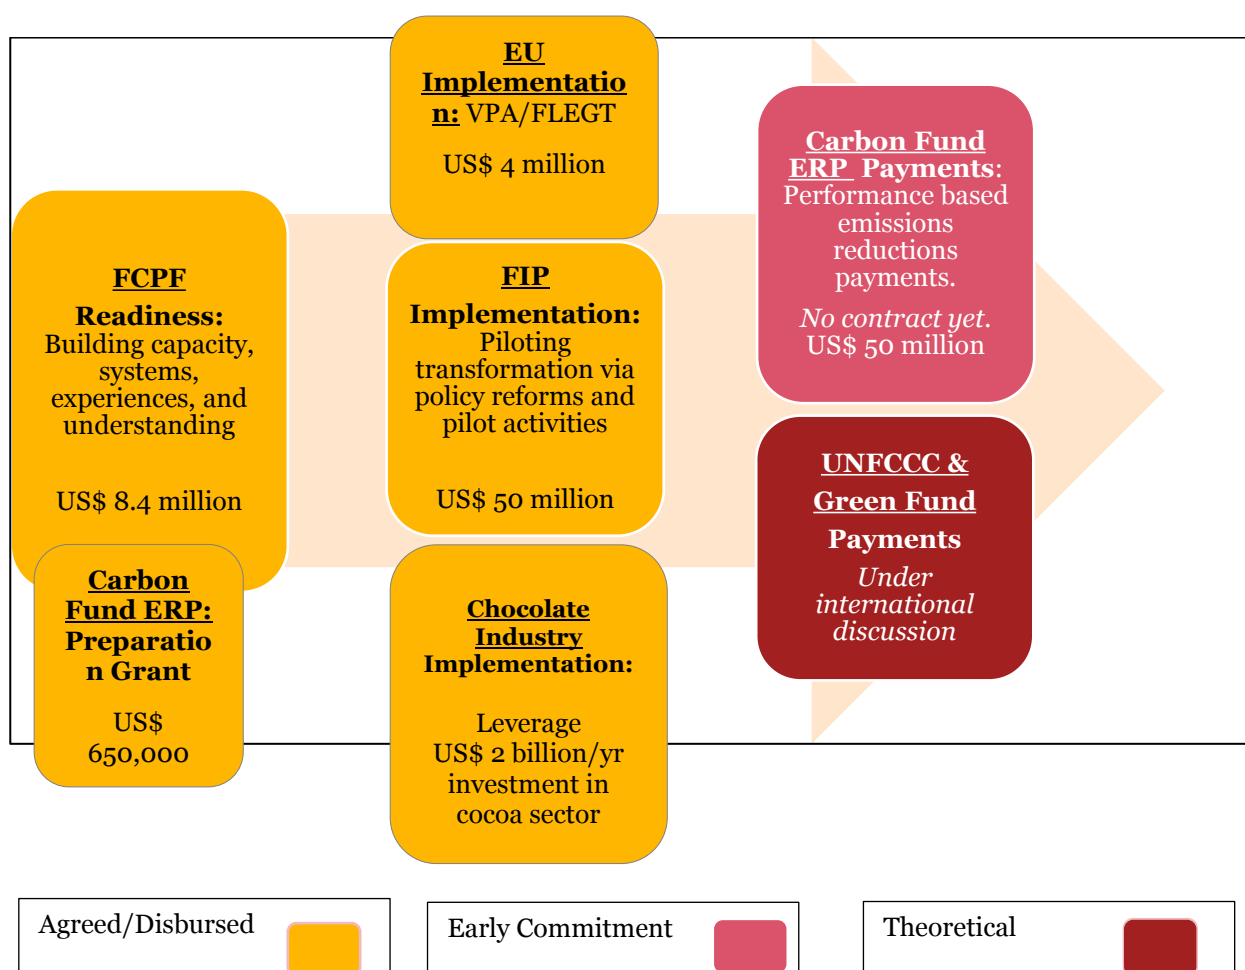 EU
Implementatio
n: VPA/FLEGT
US$ 4 million
FCPF
Readiness:
Building capacity,
systems,
experiences, and
understanding
US$ 8.4 million
Carbon
Fund ERP:
Preparatio
n Grant
US$
650,000
FIP
Implementation:
Piloting
transformation via
policy reforms and
pilot activities
US$ 50 million
Chocolate
Industry
Implementation:
Leverage
US$ 2 billion/yr
investment in
cocoa sector
Carbon Fund
ERP Payments:
Performance based
emissions
reductions
payments.
No contract yet.
US$ 50 million
UNFCCC &
Green Fund
Payments
Under
international
discussion
Agreed/Disbursed
Early Commitment
Theoretical